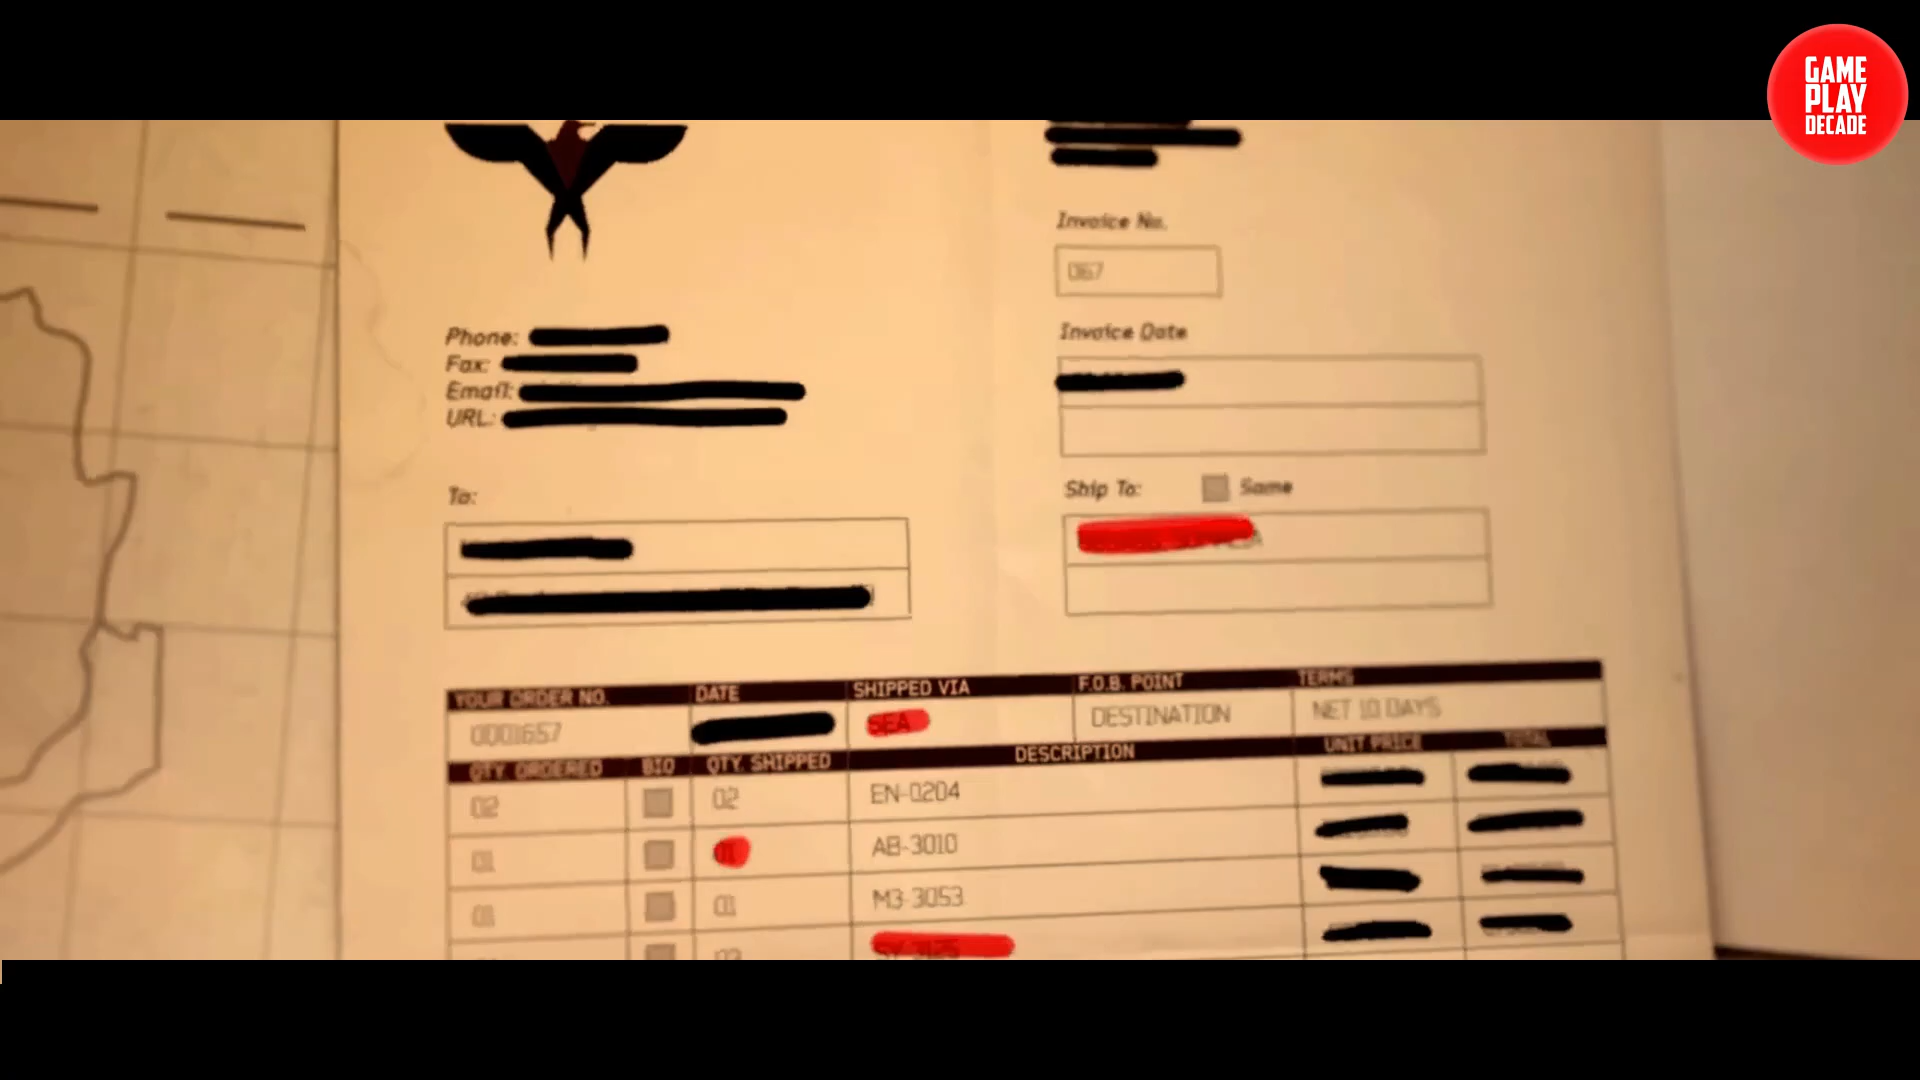 GAME
PLAY
DECADE
Invoice No.
067
Invoice Date
Phone:
Fax:
Email:
URL:
To:
Ship To: Same
YOUR ORDER NO. DATE SHIPPED VIA F.O.B. POINT TERMS
0001657 SEA DESTINATION NET 10 DAYS
QTY. ORDERED BIO QTY. SHIPPED DESCRIPTION UNIT PRICE TOTAL
02 02 EN-0204
01 01 AB-3010
01 01 M3-3053